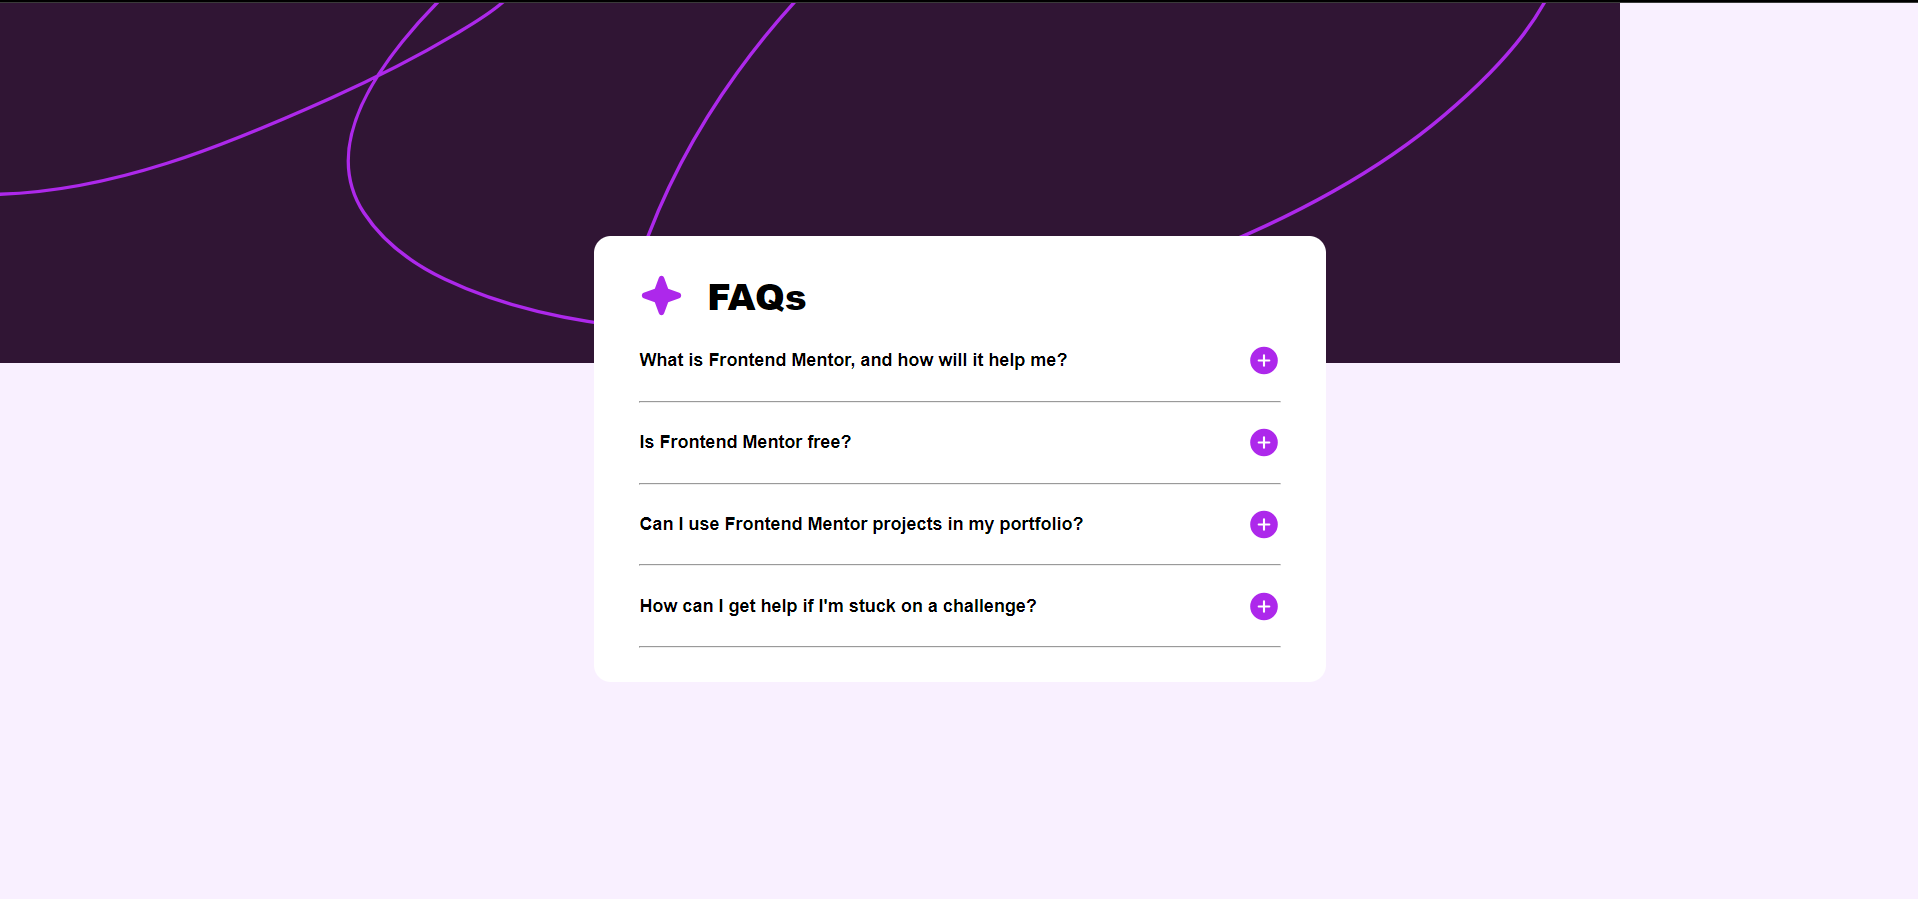 FAQs
What is Frontend Mentor, and how will it help me?
Is Frontend Mentor free?
Can I use Frontend Mentor projects in my portfolio?
How can I get help if I'm stuck on a challenge?